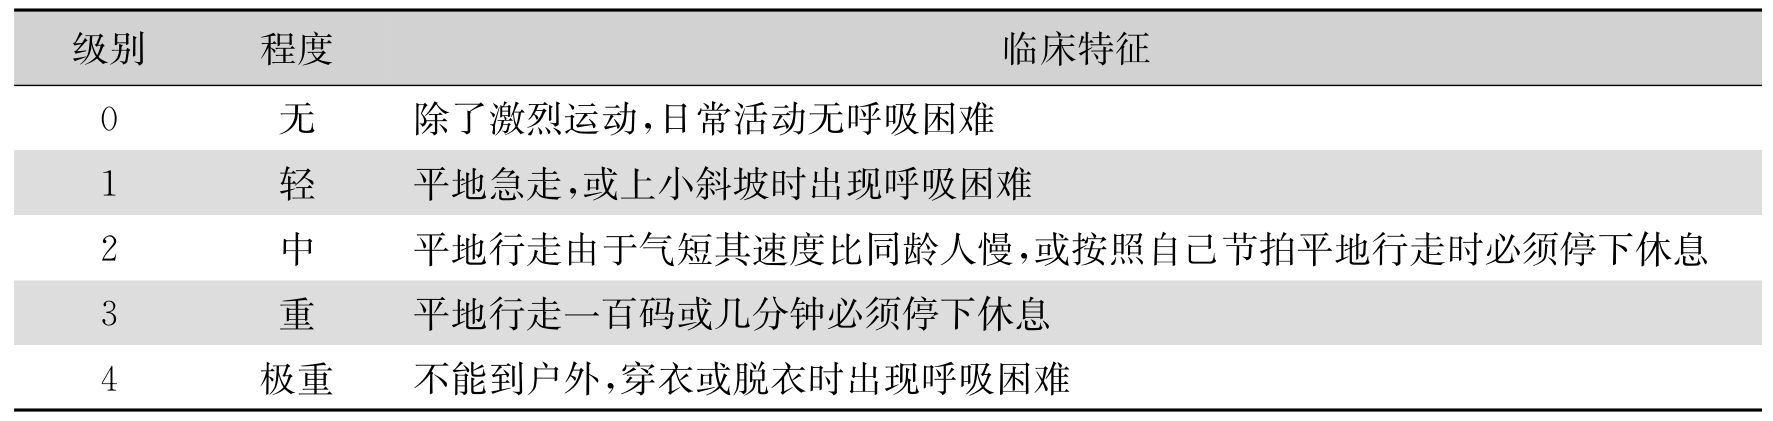 级别 程度 临床特征
0 无 除了激烈运动,日常活动无呼吸困难
1 轻 平地急走,或上小斜坡时出现呼吸困难
2 中 平地行走由于气短其速度比同龄人慢,或按照自己节拍平地行走时必须停下休息
3 重 平地行走一百码或几分钟必须停下休息
4 极重 不能到户外,穿衣或脱衣时出现呼吸困难